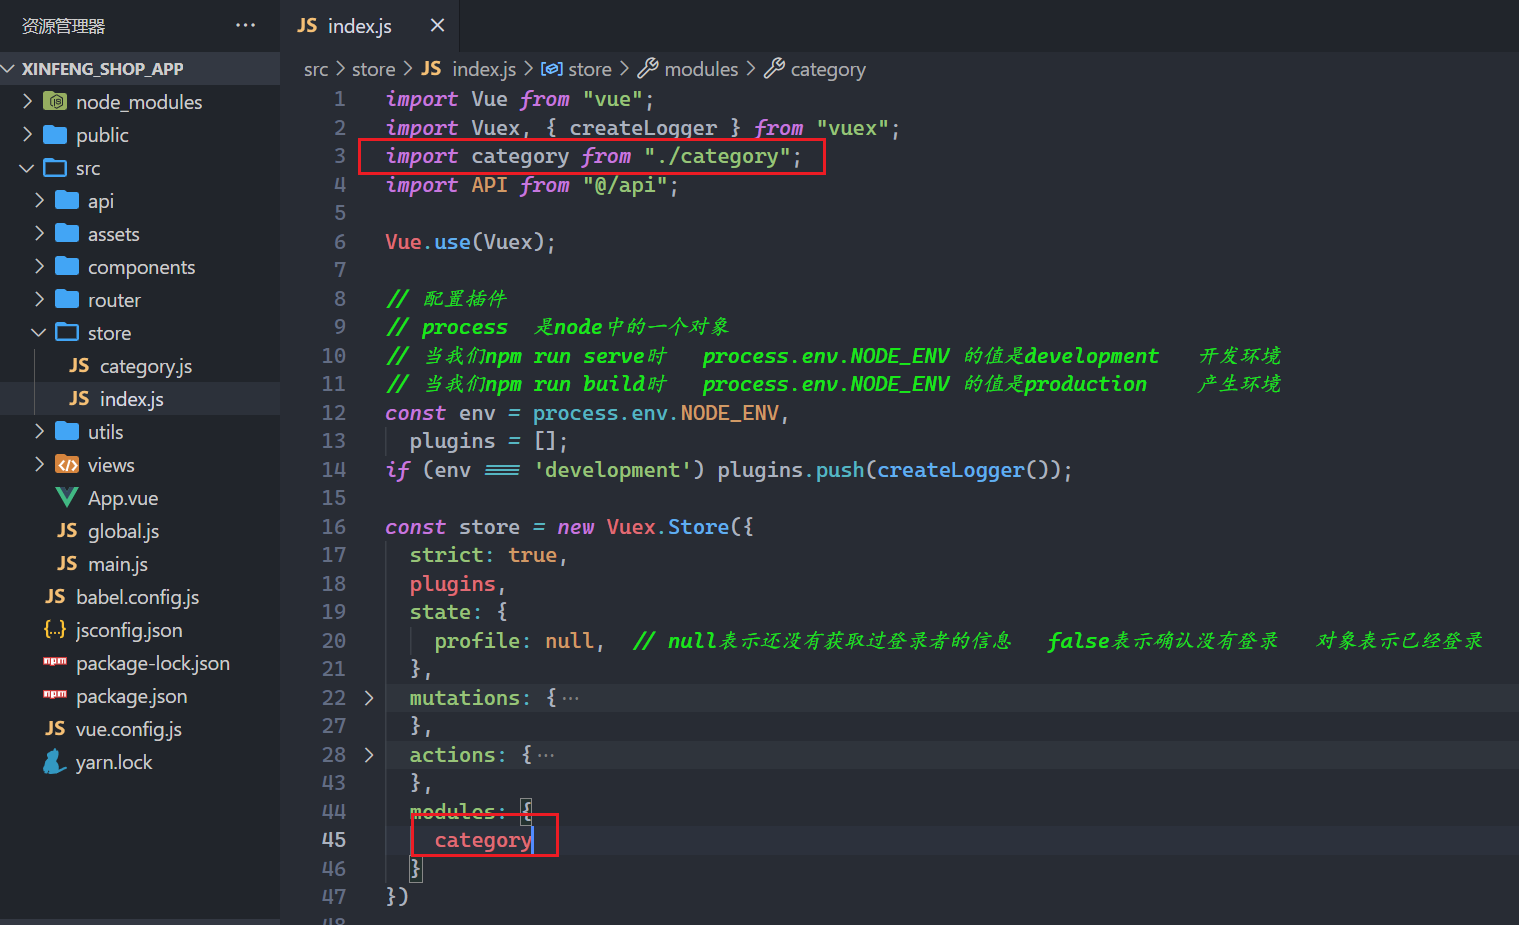 资源管理器 ···
JS index.js ×
XINFENG_SHOP_APP
src > store > JS index.js > store > modules > category
node_modules
public
src
api
assets
components
router
store
JS category.js
JS index.js
utils
views
App.vue
JS global.js
JS main.js
JS babel.config.js
{..} jsconfig.json
npm package-lock.json
npm package.json
JS vue.config.js
yarn.lock
1 import Vue from "vue";
2 import Vuex, { createLogger } from "vuex";
3 import category from "./category";
4 import API from "@/api";
5
6 Vue.use(Vuex);
7
8 // 配置插件
9 // process 是node中的一个对象
10 // 当我们npm run serve时 process.env.NODE_ENV 的值是development 开发环境
11 // 当我们npm run build时 process.env.NODE_ENV 的值是production 产生环境
12 const env = process.env.NODE_ENV,
13 plugins = [];
14 if (env === 'development') plugins.push(createLogger());
15
16 const store = new Vuex.Store({
17 strict: true,
18 plugins,
19 state: {
20 profile: null, // null表示还没有获取过登录者的信息 false表示确认没有登录 对象表示已经登录
21 },
22 mutations: {···
27 },
28 actions: {···
43 },
44 modules: {
45 category
46 }
47 })
48